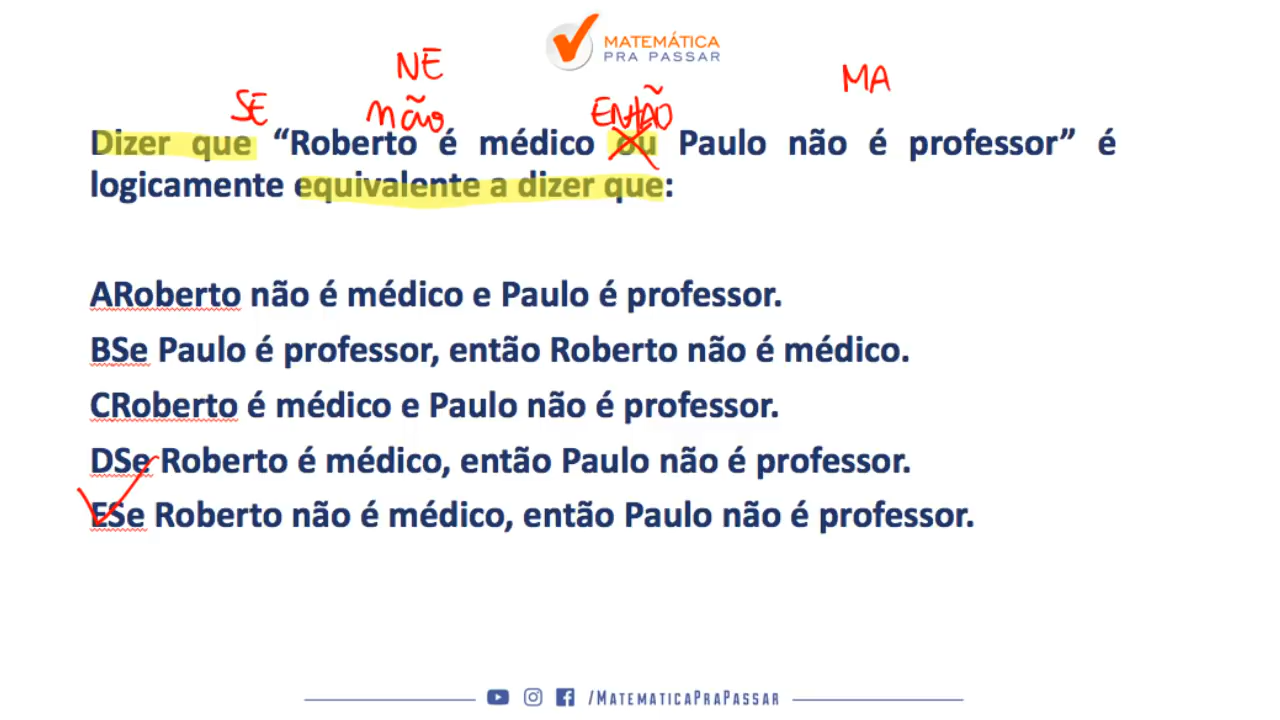 MATEMÁTICA
PRA PASSAR
NE
MA
SE não ENTÃO
Dizer que “Roberto é médico ou Paulo não é professor” é
logicamente equivalente a dizer que:
ARoberto não é médico e Paulo é professor.
BSe Paulo é professor, então Roberto não é médico.
CRoberto é médico e Paulo não é professor.
DSe Roberto é médico, então Paulo não é professor.
ESe Roberto não é médico, então Paulo não é professor.
/MATEMATICAPRAPASSAR